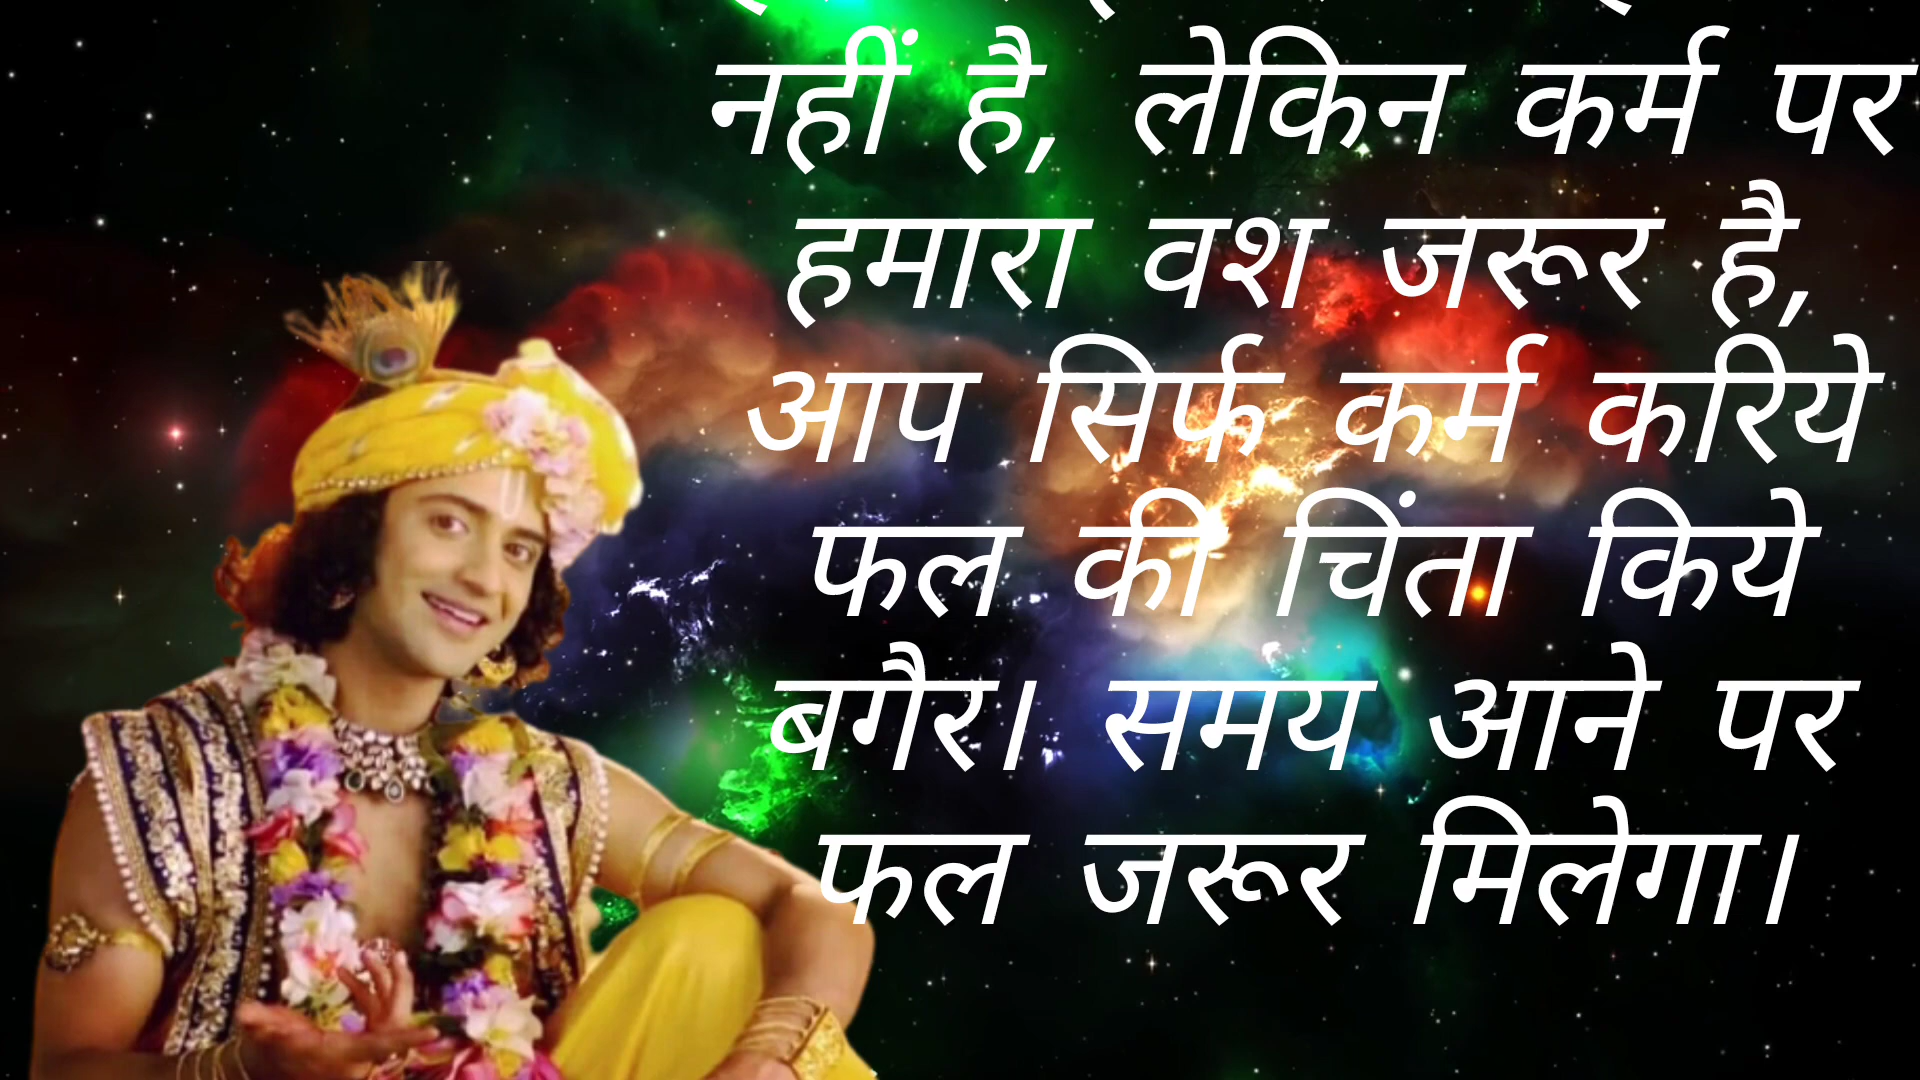 नहीं है, लेकिन कर्म पर
हमारा वश जरूर है,
आप सिर्फ कर्म करिये
फल की चिंता किये
बगैर। समय आने पर
फल जरूर मिलेगा।